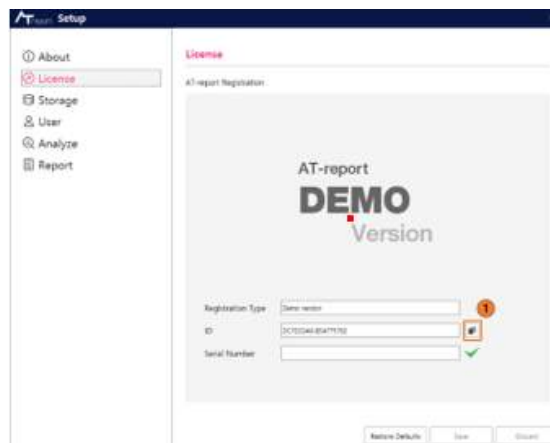 Setup
About
License
Storage
User
Analyze
Report
License
AT-report Registration
AT-report
DEMO
Version
Registration Type
Demo version
1
ID
Serial Number
Restore Defaults
Save
Discard